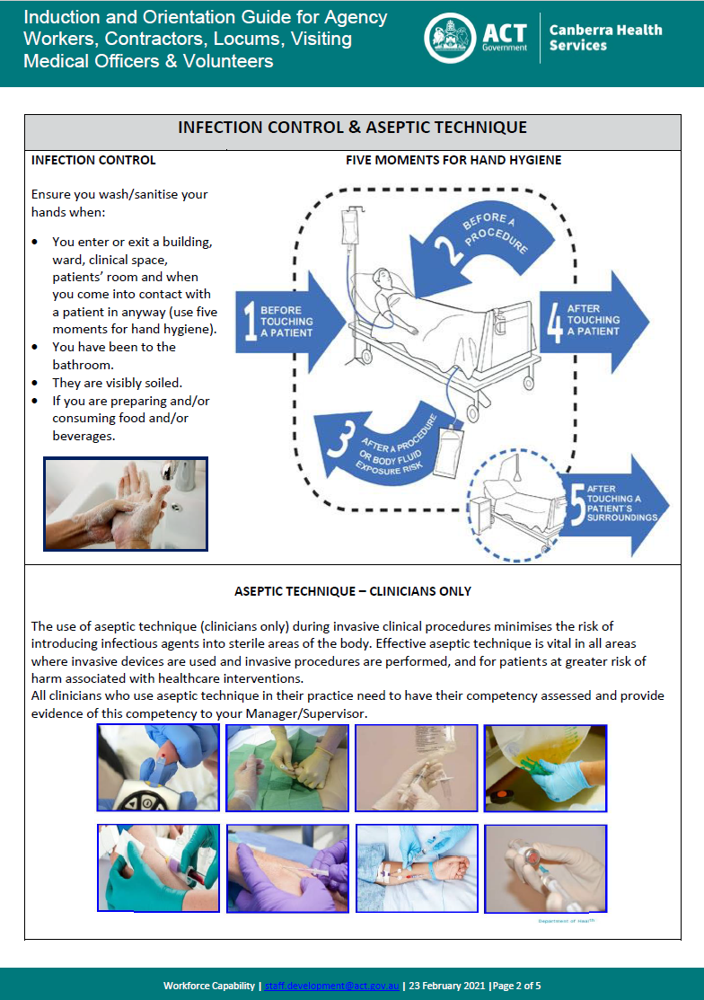 Induction and Orientation Guide for Agency
Workers, Contractors, Locums, Visiting
Medical Officers & Volunteers
ACT
Government
Canberra Health
Services
INFECTION CONTROL & ASEPTIC TECHNIQUE
INFECTION CONTROL
Ensure you wash/sanitise your
hands when:
• You enter or exit a building,
ward, clinical space,
patients’ room and when
you come into contact with
a patient in anyway (use five
moments for hand hygiene).
• You have been to the
bathroom.
• They are visibly soiled.
• If you are preparing and/or
consuming food and/or
beverages.
FIVE MOMENTS FOR HAND HYGIENE
1 BEFORE
TOUCHING
A PATIENT
2 BEFORE A
PROCEDURE
3 AFTER A PROCEDURE
OR BODY FLUID
EXPOSURE RISK
4 AFTER
TOUCHING
A PATIENT
5 AFTER
TOUCHING A
PATIENT'S
SURROUNDINGS
ASEPTIC TECHNIQUE – CLINICIANS ONLY
The use of aseptic technique (clinicians only) during invasive clinical procedures minimises the risk of
introducing infectious agents into sterile areas of the body. Effective aseptic technique is vital in all areas
where invasive devices are used and invasive procedures are performed, and for patients at greater risk of
harm associated with healthcare interventions.
All clinicians who use aseptic technique in their practice need to have their competency assessed and provide
evidence of this competency to your Manager/Supervisor.
Department of Health
Workforce Capability | staff.development@act.gov.au | 23 February 2021 |Page 2 of 5